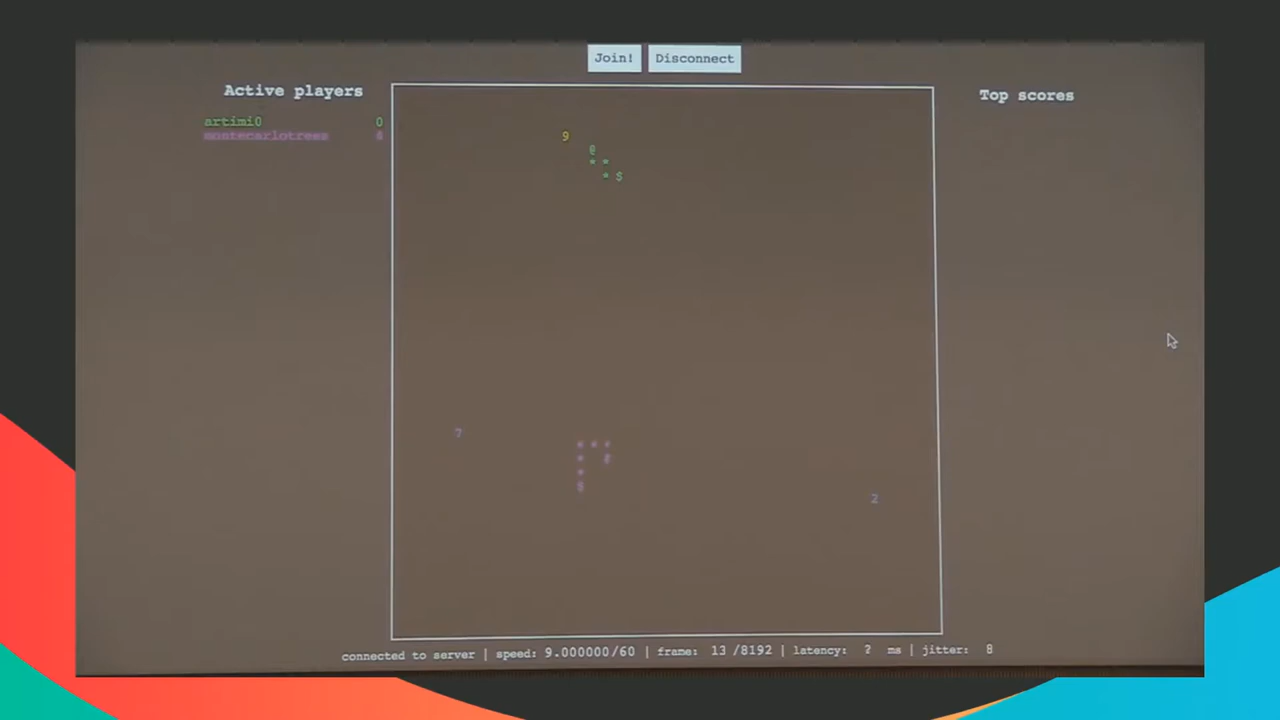 Join! Disconnect
Active players
Top scores
artimi0 0
montecarlotrees
9
@
* *
* $
7
* * *
*
*
$
2
connected to server | speed: 9.000000/60 | frame: 13 /8192 | latency: ? ms | jitter: 8